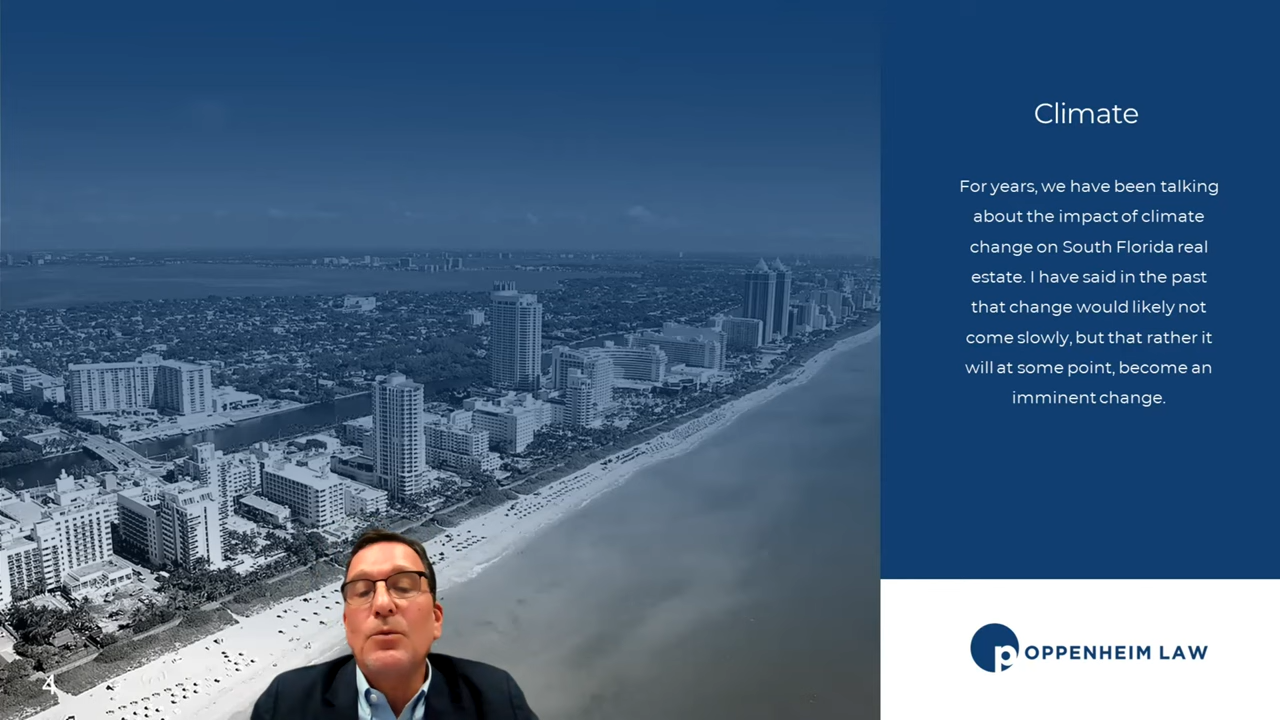 Climate
For years, we have been talking
about the impact of climate
change on South Florida real
estate. I have said in the past
that change would likely not
come slowly, but that rather it
will at some point, become an
imminent change.
OPPENHEIM LAW
4